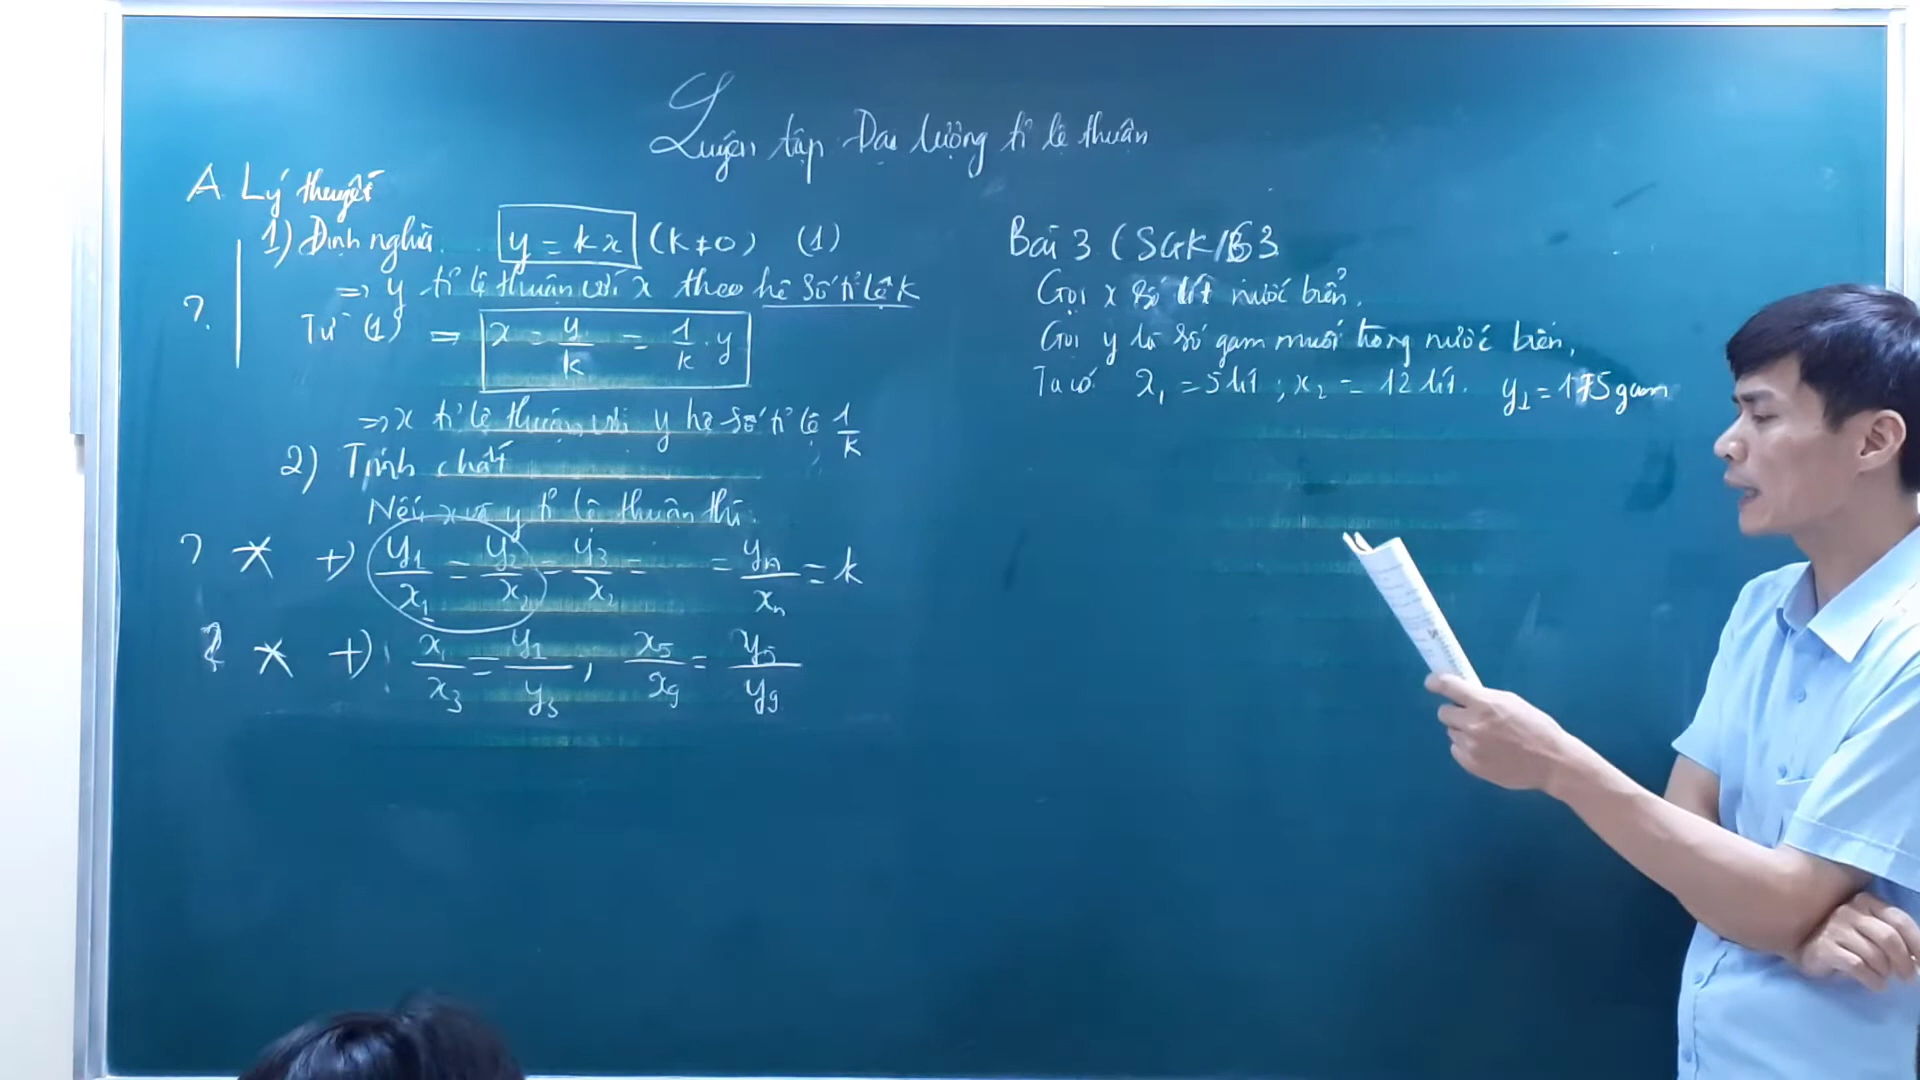 Luyện tập Đại lượng tỉ lệ thuận
A. Lý thuyết
1) Định nghĩa y = kx (k ≠ 0) (1)
=> y tỉ lệ thuận với x theo hệ số tỉ lệ k
?.
Từ (1) => x = y/k = 1/k . y
=> x tỉ lệ thuận với y hệ số tỉ lệ 1/k
2) Tính chất
Nếu x và y tỉ lệ thuận thì.
? * +) y₁/x₁ = y₂/x₂ = y₃/x₂ = = yₙ/xₙ = k
? * +) x₁/x₃ = y₁/y₃, x₅/x₉ = y₅/y₉
Bài 3 (SGK/63
Gọi x số lít nước biển.
Gọi y là số gam muối trong nước biển,
Ta có x₁ = 5 lít ; x₂ = 12 lít. y₁ = 175 gam